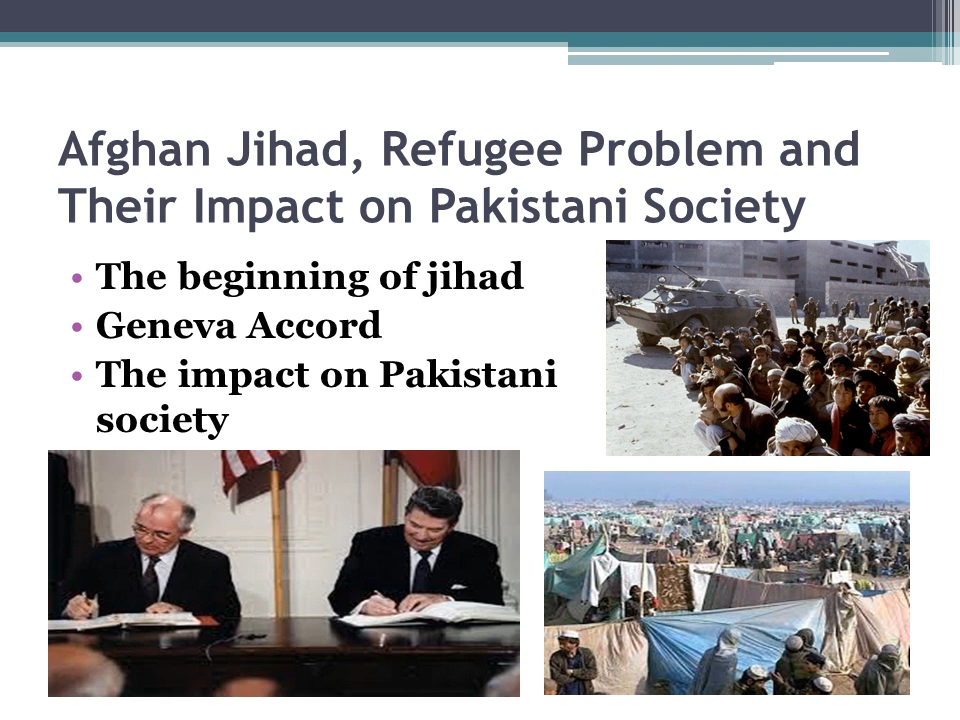 Afghan Jihad, Refugee Problem and
Their Impact on Pakistani Society
• The beginning of jihad
• Geneva Accord
• The impact on Pakistani
society